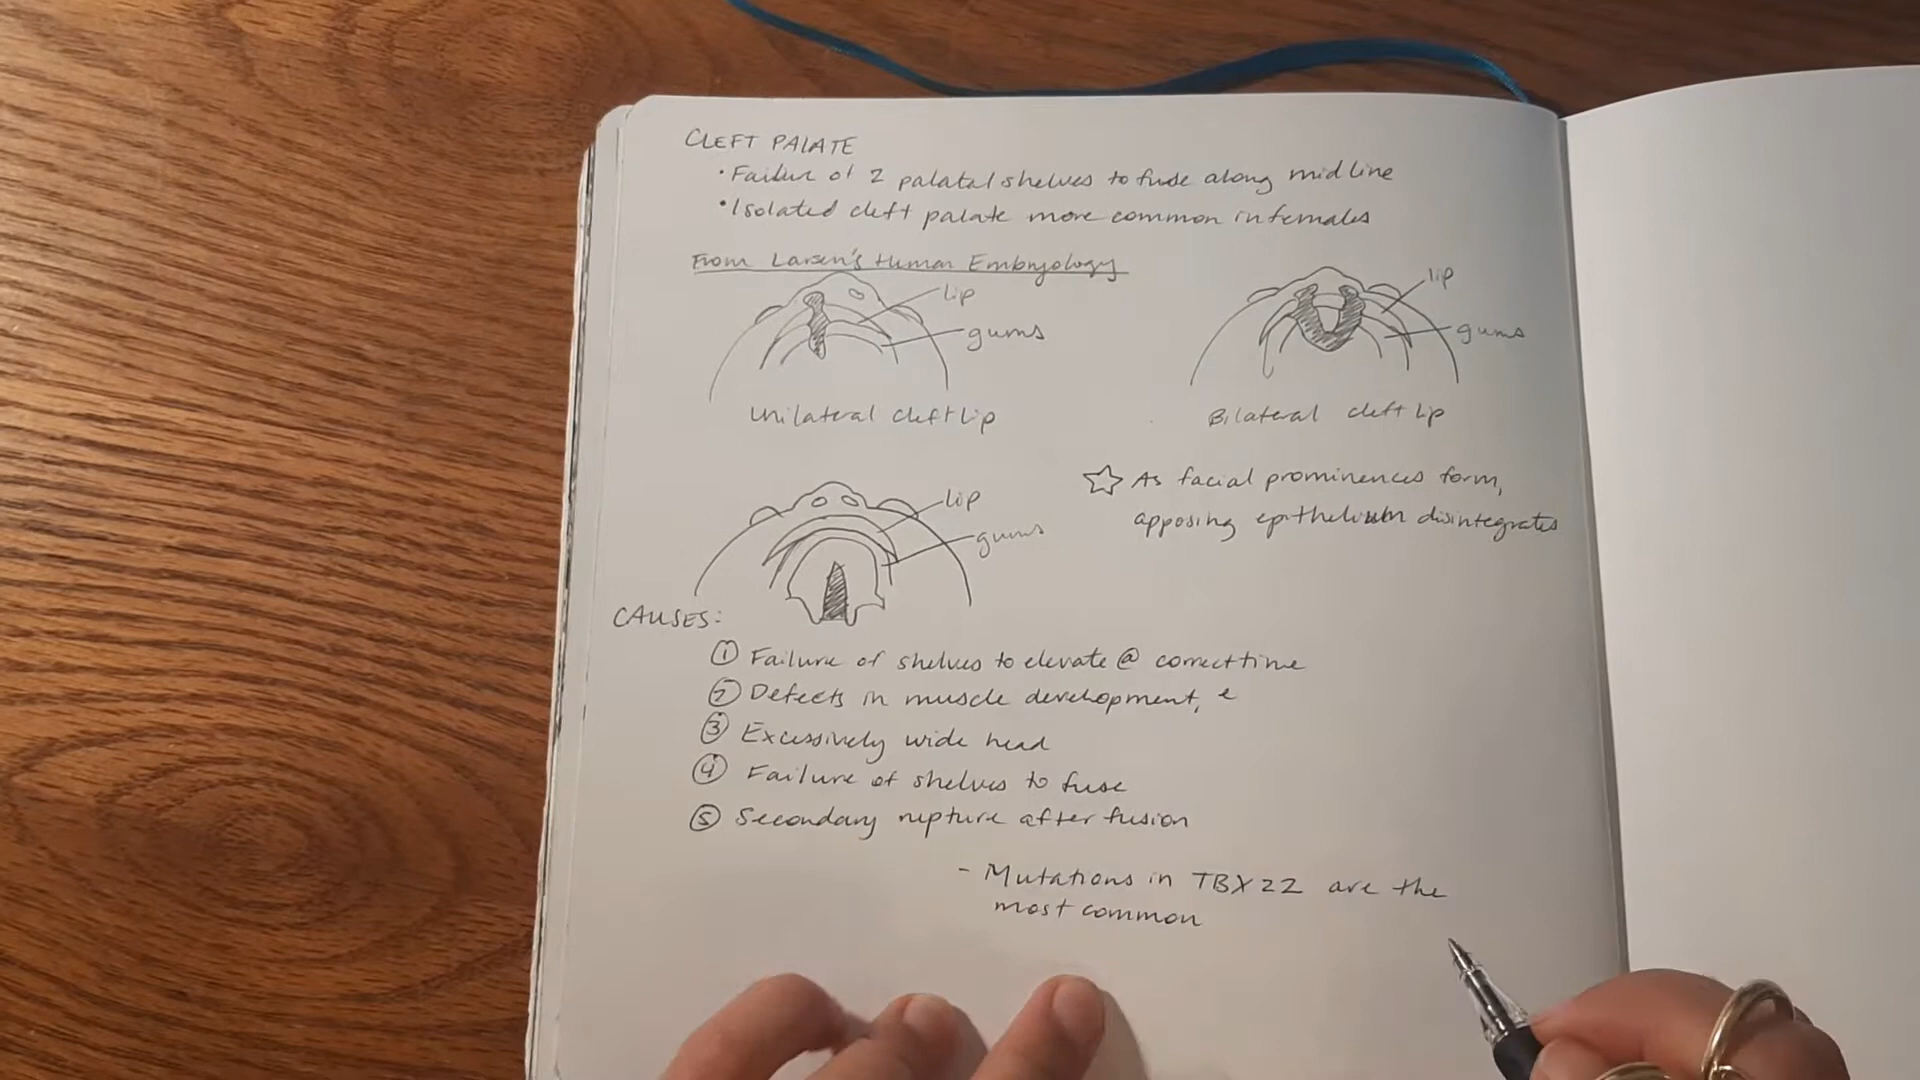 CLEFT PALATE
• Failure of 2 palatal shelves to fuse along midline
• Isolated cleft palate more common in females
From Larsen's Human Embryology
lip
gums
Unilateral cleft lip
lip
gums
Bilateral cleft lip
lip
gums
☆ As facial prominences form,
apposing epithelium disintegrates
CAUSES:
① Failure of shelves to elevate @ correct time
② Defects in muscle development, e
③ Excessively wide head
④ Failure of shelves to fuse
⑤ Secondary rupture after fusion
- Mutations in TBX22 are the
most common